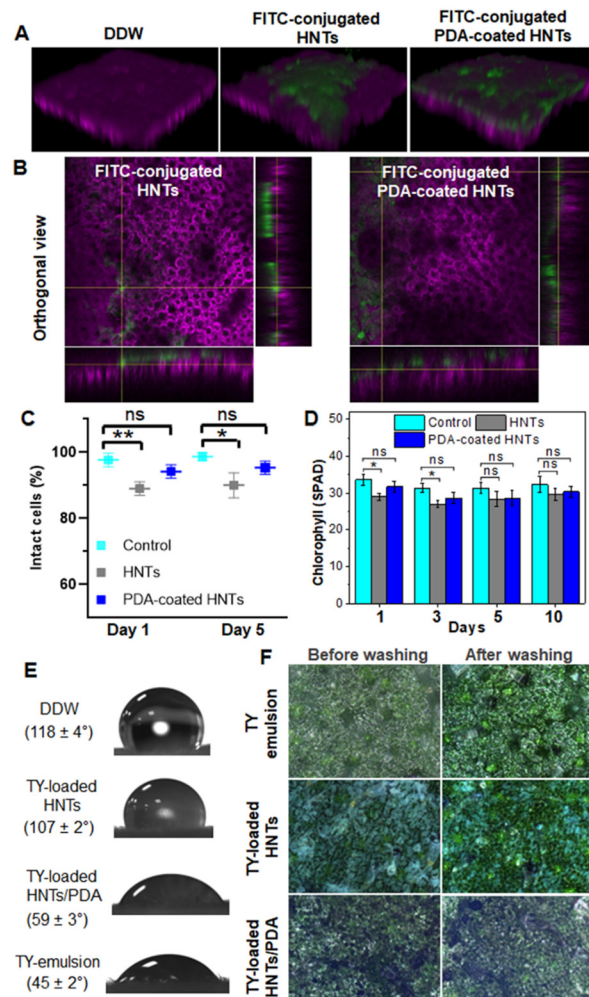 A
DDW
FITC-conjugated
HNTs
FITC-conjugated
PDA-coated HNTs
B
Orthogonal view
FITC-conjugated
HNTs
FITC-conjugated
PDA-coated HNTs
C
Intact cells (%)
100
80
60
ns
**
ns
*
Control
HNTs
PDA-coated HNTs
Day 1
Day 5
D
Chlorophyll (SPAD)
50
40
30
20
10
0
Control
HNTs
PDA-coated HNTs
ns
*
ns
*
ns
ns
ns
ns
1
3
5
10
Days
E
DDW
(118 ± 4°)
TY-loaded
HNTs
(107 ± 2°)
TY-loaded
HNTs/PDA
(59 ± 3°)
TY-emulsion
(45 ± 2°)
F
Before washing
After washing
TY
emulsion
TY-loaded
HNTs
TY-loaded
HNTs/PDA